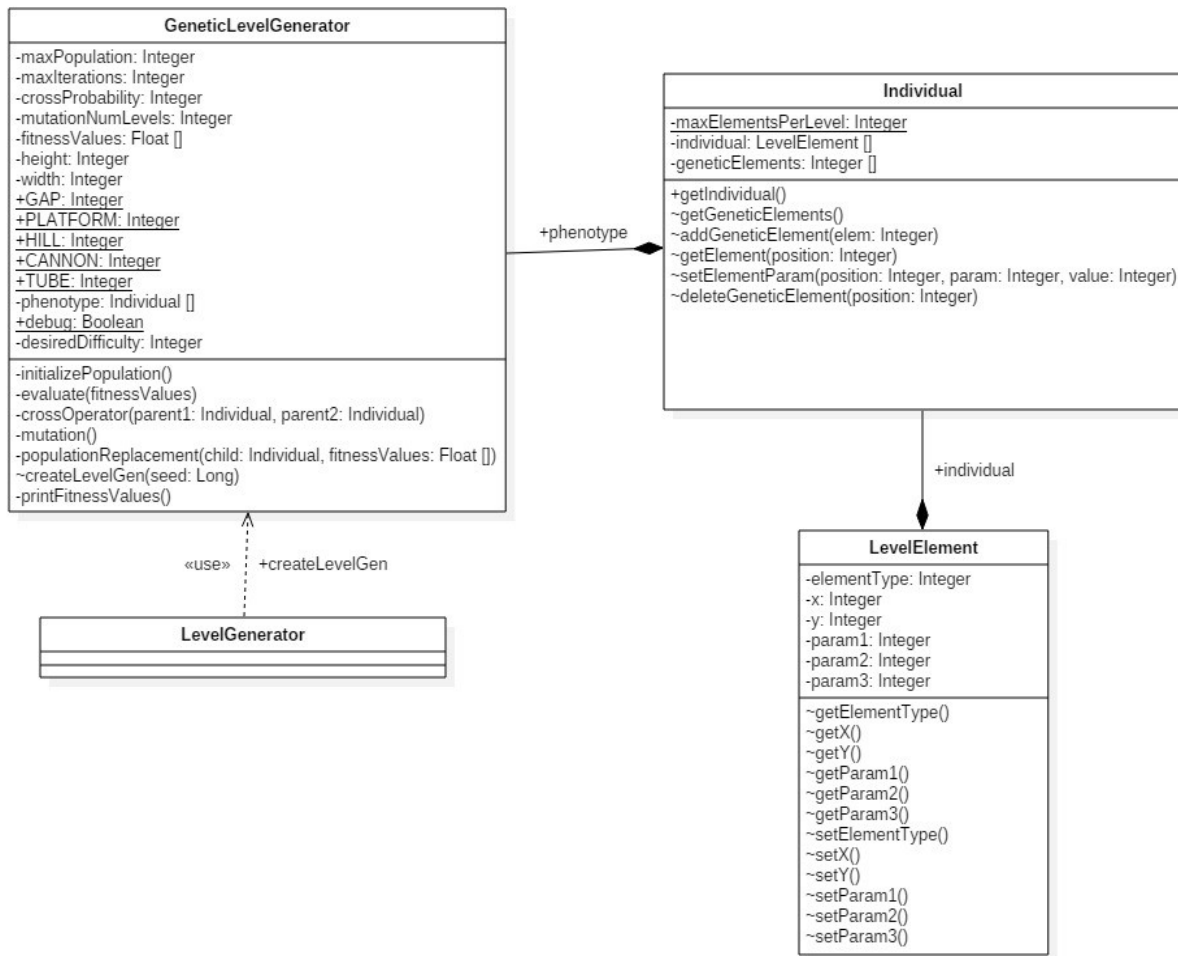 GeneticLevelGenerator
-maxPopulation: Integer
-maxIterations: Integer
-crossProbability: Integer
-mutationNumLevels: Integer
-fitnessValues: Float []
-height: Integer
-width: Integer
+GAP: Integer
+PLATFORM: Integer
+HILL: Integer
+CANNON: Integer
+TUBE: Integer
-phenotype: Individual []
+debug: Boolean
-desiredDifficulty: Integer
-initializePopulation()
-evaluate(fitnessValues)
-crossOperator(parent1: Individual, parent2: Individual)
-mutation()
-populationReplacement(child: Individual, fitnessValues: Float [])
~createLevelGen(seed: Long)
-printFitnessValues()
+phenotype
Individual
-maxElementsPerLevel: Integer
-individual: LevelElement []
-geneticElements: Integer []
+getIndividual()
~getGeneticElements()
~addGeneticElement(elem: Integer)
~getElement(position: Integer)
~setElementParam(position: Integer, param: Integer, value: Integer)
~deleteGeneticElement(position: Integer)
+individual
«use»
+createLevelGen
LevelGenerator
LevelElement
-elementType: Integer
-x: Integer
-y: Integer
-param1: Integer
-param2: Integer
-param3: Integer
~getElementType()
~getX()
~getY()
~getParam1()
~getParam2()
~getParam3()
~setElementType()
~setX()
~setY()
~setParam1()
~setParam2()
~setParam3()